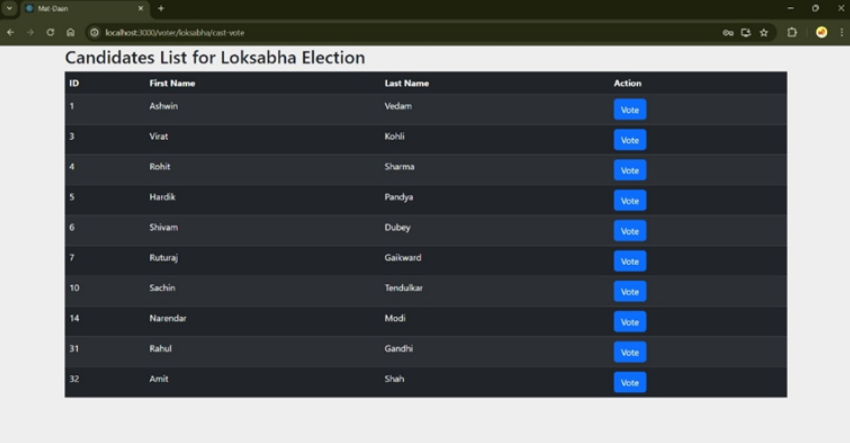 Mat-Daan
localhost:3000/voter/loksabha/cast-vote
Candidates List for Loksabha Election
ID First Name Last Name Action
1 Ashwin Vedam Vote
3 Virat Kohli Vote
4 Rohit Sharma Vote
5 Hardik Pandya Vote
6 Shivam Dubey Vote
7 Ruturaj Gaikward Vote
10 Sachin Tendulkar Vote
14 Narendar Modi Vote
31 Rahul Gandhi Vote
32 Amit Shah Vote